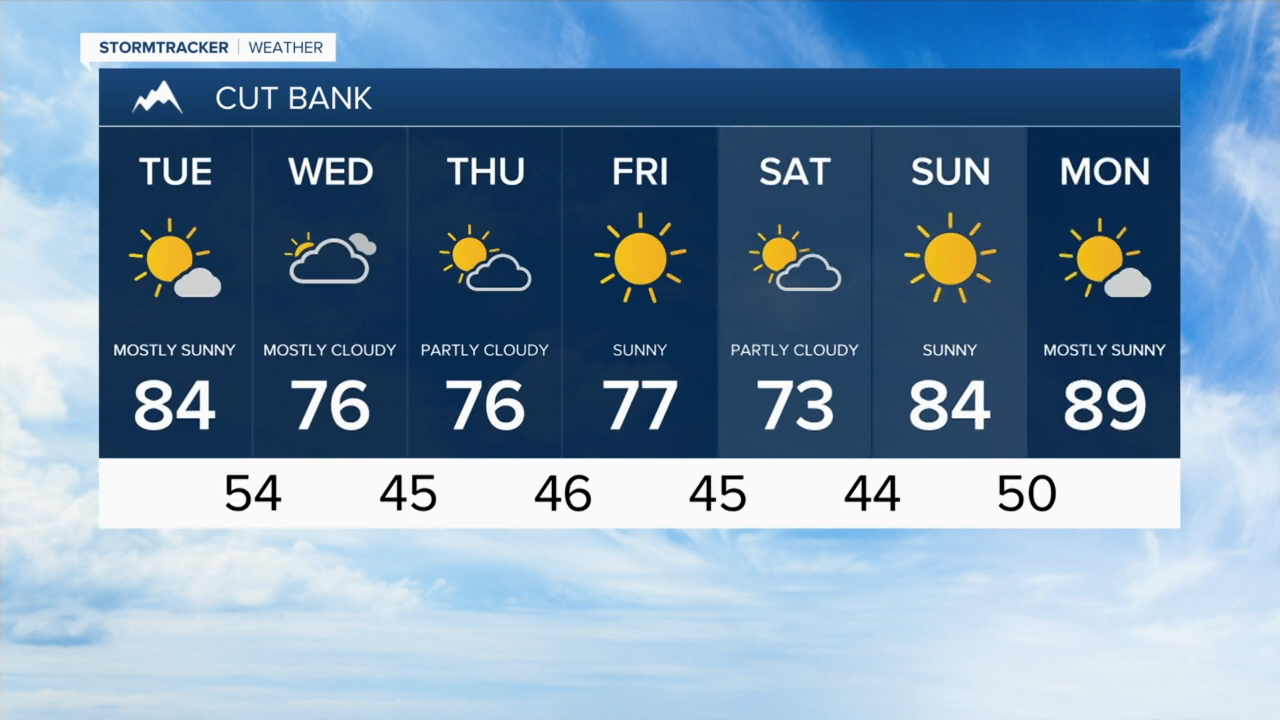 STORMTRACKER | WEATHER
CUT BANK
TUE WED THU FRI SAT SUN MON
MOSTLY SUNNY MOSTLY CLOUDY PARTLY CLOUDY SUNNY PARTLY CLOUDY SUNNY MOSTLY SUNNY
84 76 76 77 73 84 89
54 45 46 45 44 50